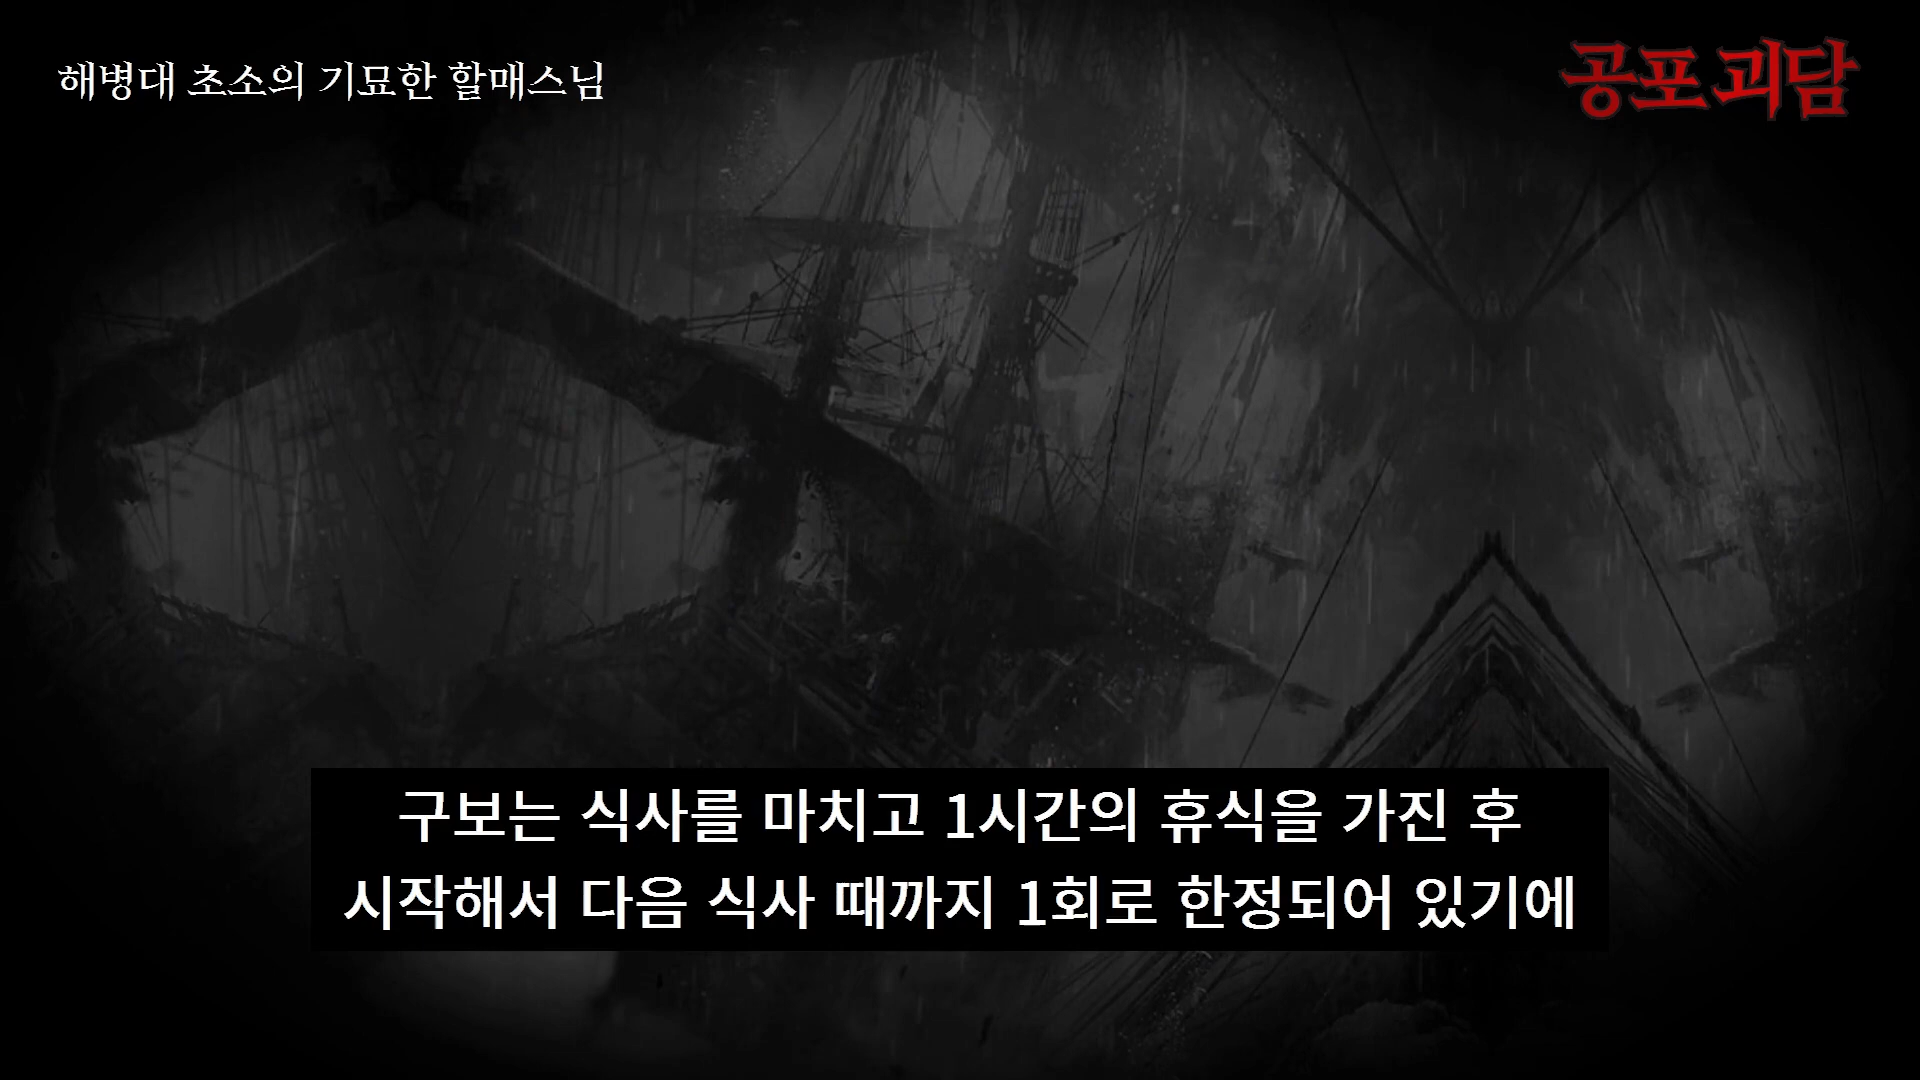 해병대 초소의 기묘한 할매스님
공포괴담
구보는 식사를 마치고 1시간의 휴식을 가진 후
시작해서 다음 식사 때까지 1회로 한정되어 있기에